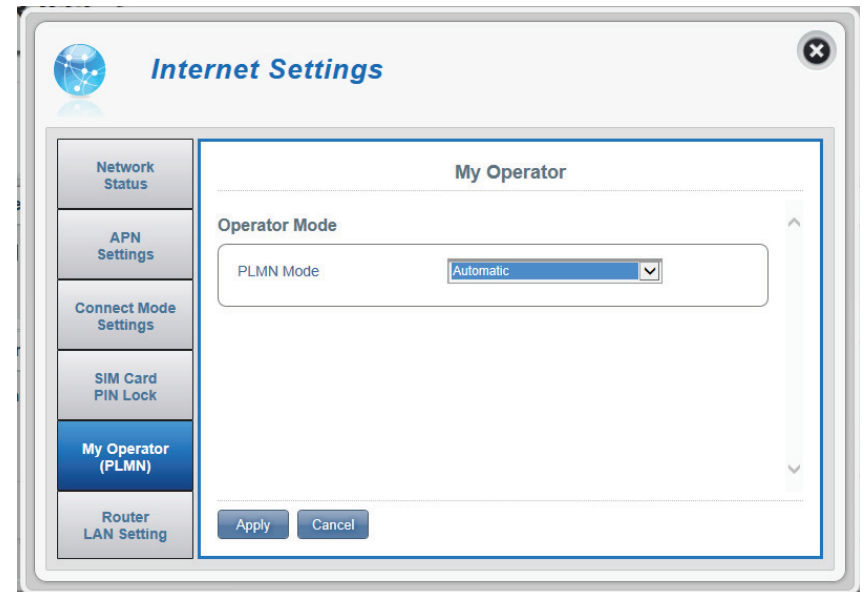 Internet Settings
Network
Status
APN
Settings
Connect Mode
Settings
SIM Card
PIN Lock
My Operator
(PLMN)
Router
LAN Setting
My Operator
Operator Mode
PLMN Mode
Automatic
Apply
Cancel